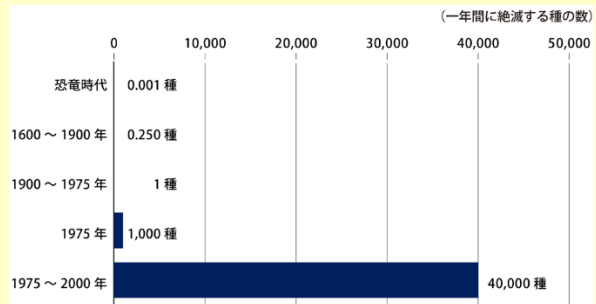 (一年間に絶滅する種の数)
0 10,000 20,000 30,000 40,000 50,000
恐竜時代 0.001 種
1600 ～ 1900 年 0.250 種
1900 ～ 1975 年 1 種
1975 年 1,000 種
1975 ～ 2000 年 40,000 種